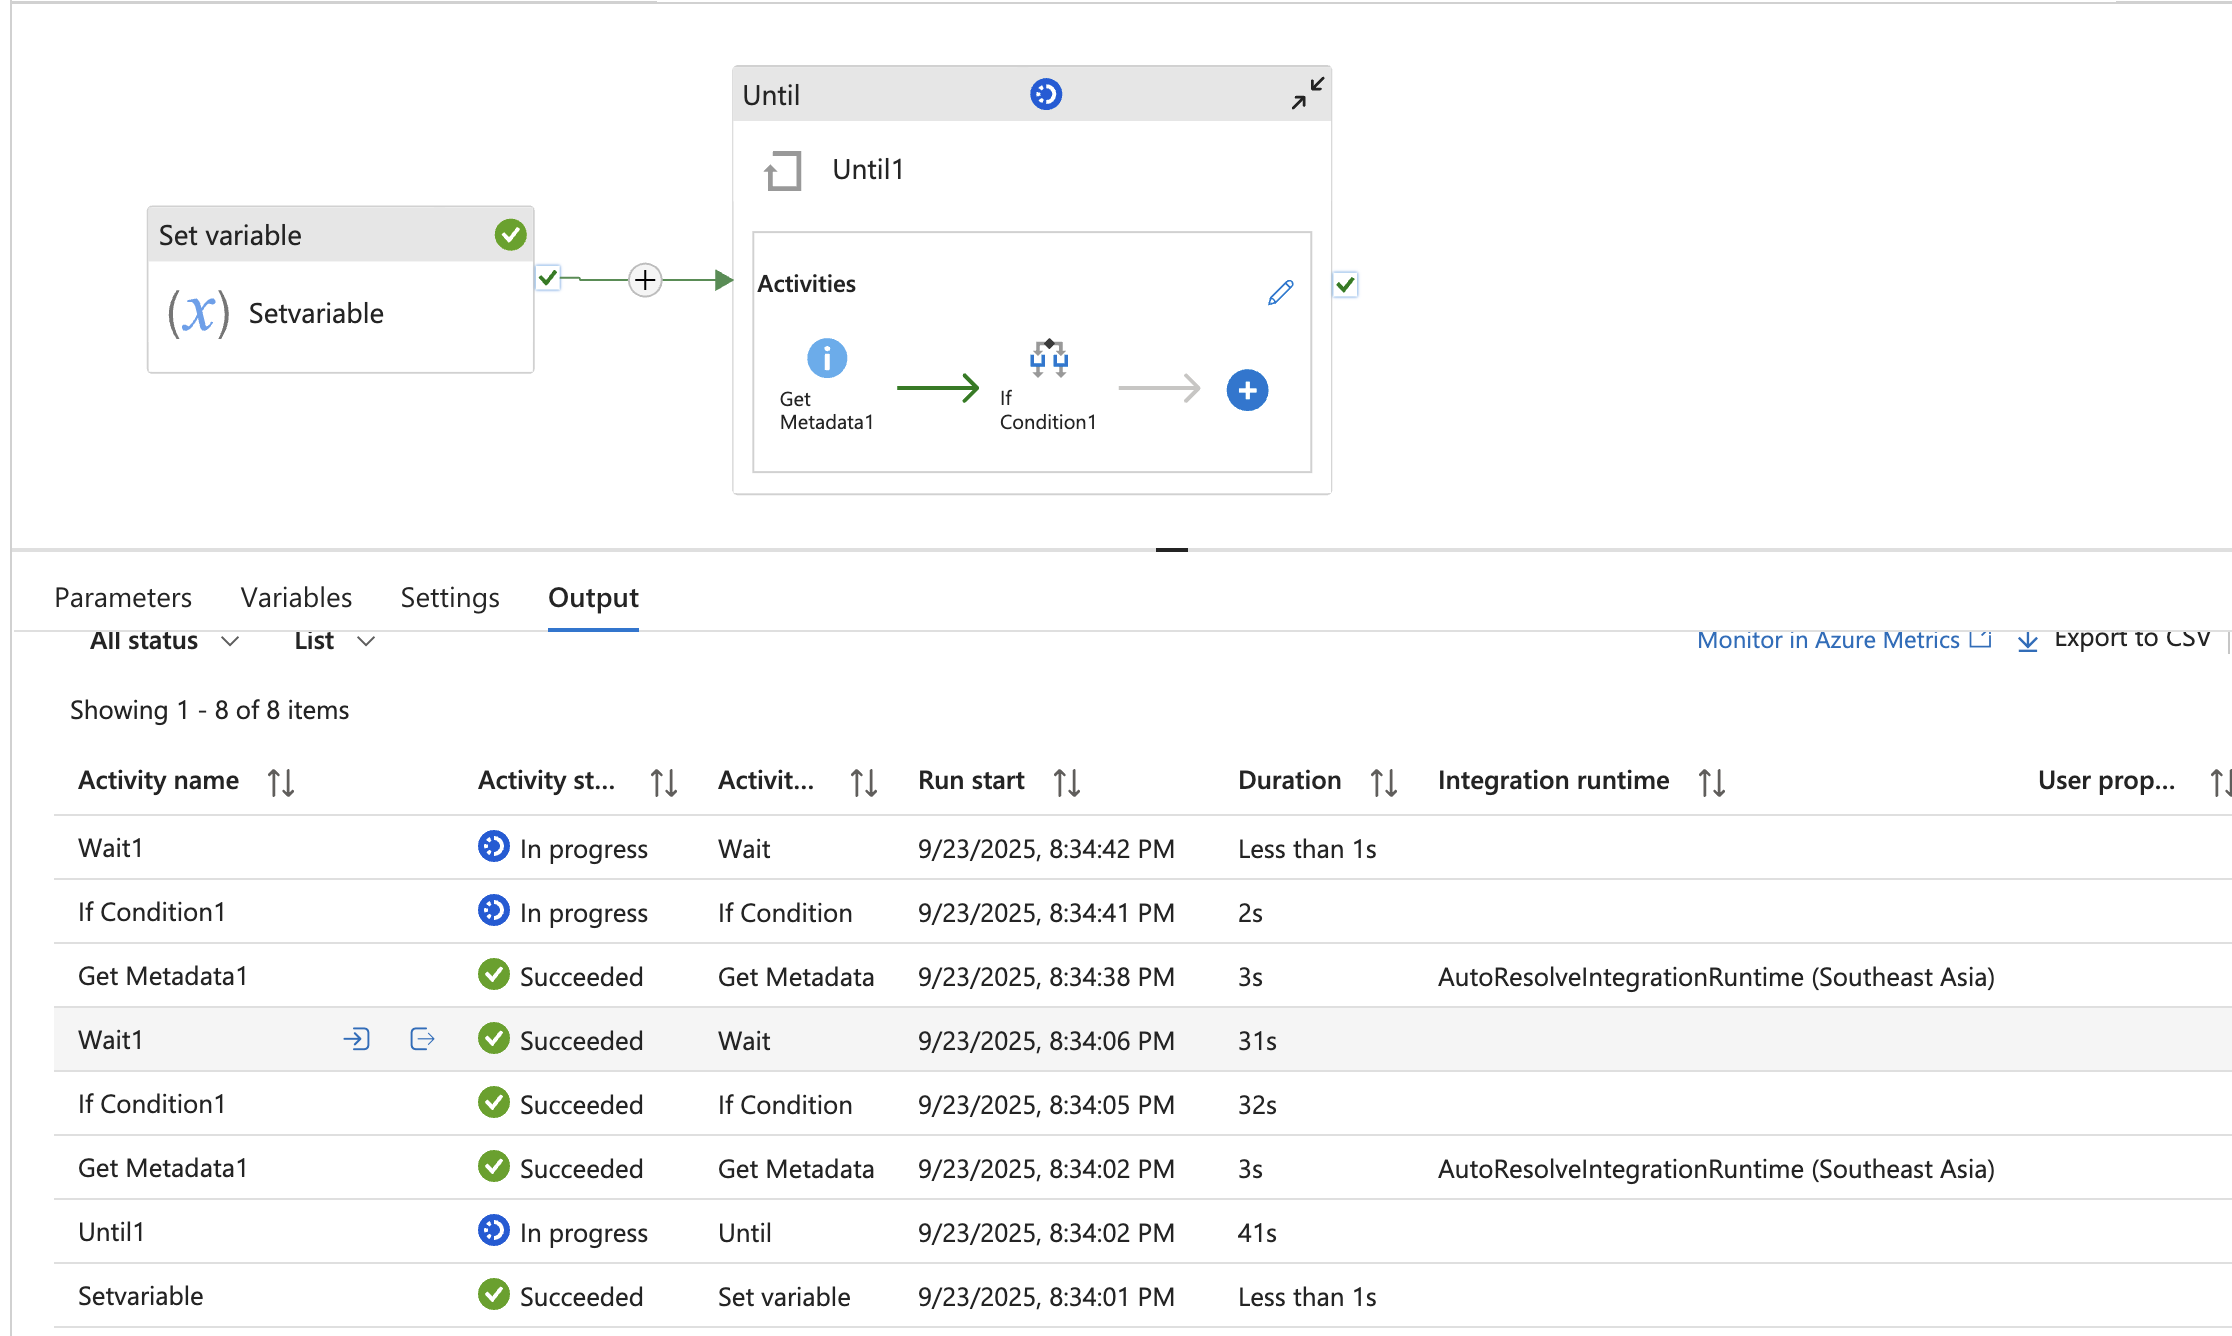 Until
Until1
Set variable
(x) Setvariable
Activities
i
Get
Metadata1
If
Condition1
Parameters Variables Settings Output
All status List Monitor in Azure Metrics Export to CSV
Showing 1 - 8 of 8 items
Activity name Activity st... Activit... Run start Duration Integration runtime User prop...
Wait1 In progress Wait 9/23/2025, 8:34:42 PM Less than 1s
If Condition1 In progress If Condition 9/23/2025, 8:34:41 PM 2s
Get Metadata1 Succeeded Get Metadata 9/23/2025, 8:34:38 PM 3s AutoResolveIntegrationRuntime (Southeast Asia)
Wait1 Succeeded Wait 9/23/2025, 8:34:06 PM 31s
If Condition1 Succeeded If Condition 9/23/2025, 8:34:05 PM 32s
Get Metadata1 Succeeded Get Metadata 9/23/2025, 8:34:02 PM 3s AutoResolveIntegrationRuntime (Southeast Asia)
Until1 In progress Until 9/23/2025, 8:34:02 PM 41s
Setvariable Succeeded Set variable 9/23/2025, 8:34:01 PM Less than 1s